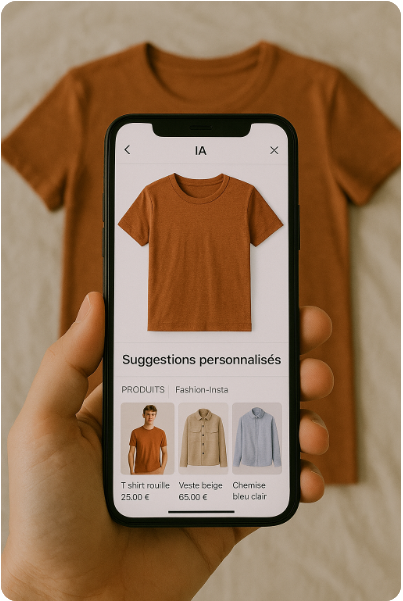 IA
Suggestions personnalisés
PRODUITS | Fashion-Insta
T shirt rouille
25.00 €
Veste beige
65.00 €
Chemise
bleu clair